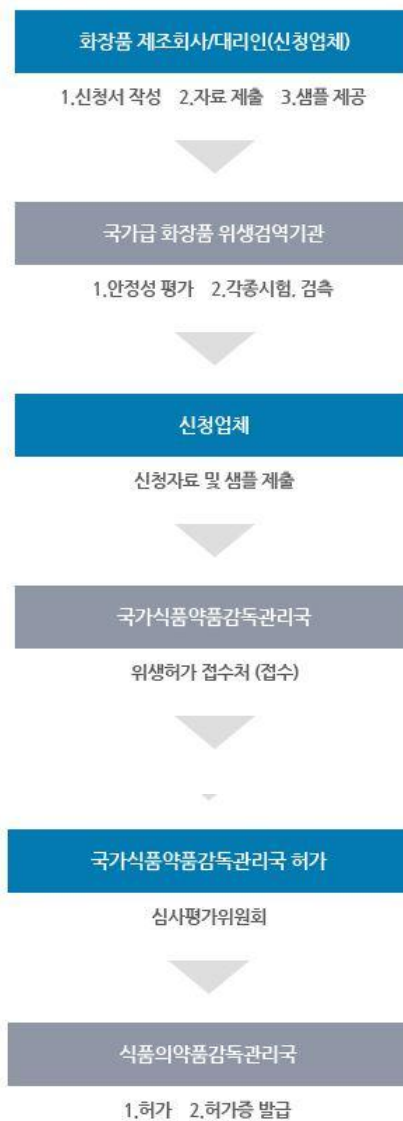 화장품 제조회사/대리인(신청업체)
1.신청서 작성 2.자료 제출 3.샘플 제공
국가급 화장품 위생검역기관
1.안정성 평가 2.각종시험, 검측
신청업체
신청자료 및 샘플 제출
국가식품약품감독관리국
위생허가 접수처 (접수)
국가식품약품감독관리국 허가
심사평가위원회
식품의약품감독관리국
1.허가 2.허가증 발급